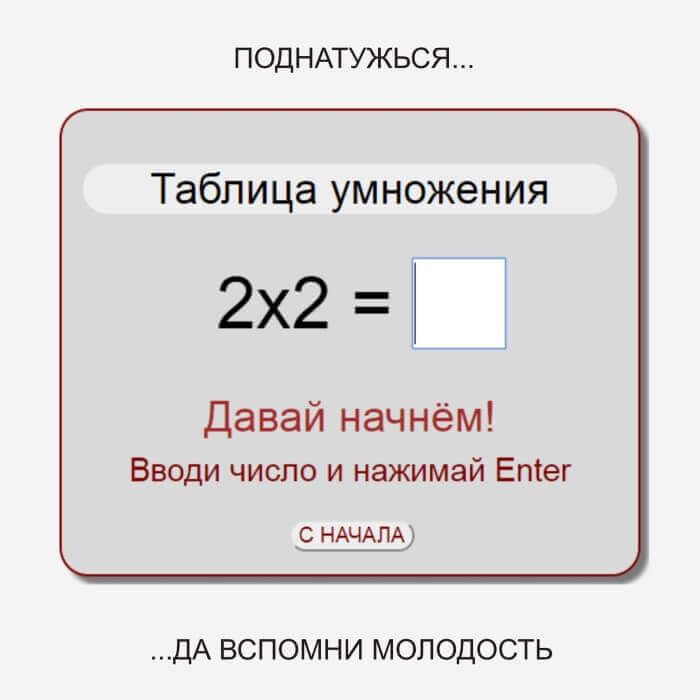 ПОДНАТУЖЬСЯ...
Таблица умножения
2x2 =
Давай начнём!
Вводи число и нажимай Enter
С НАЧАЛА
...ДА ВСПОМНИ МОЛОДОСТЬ